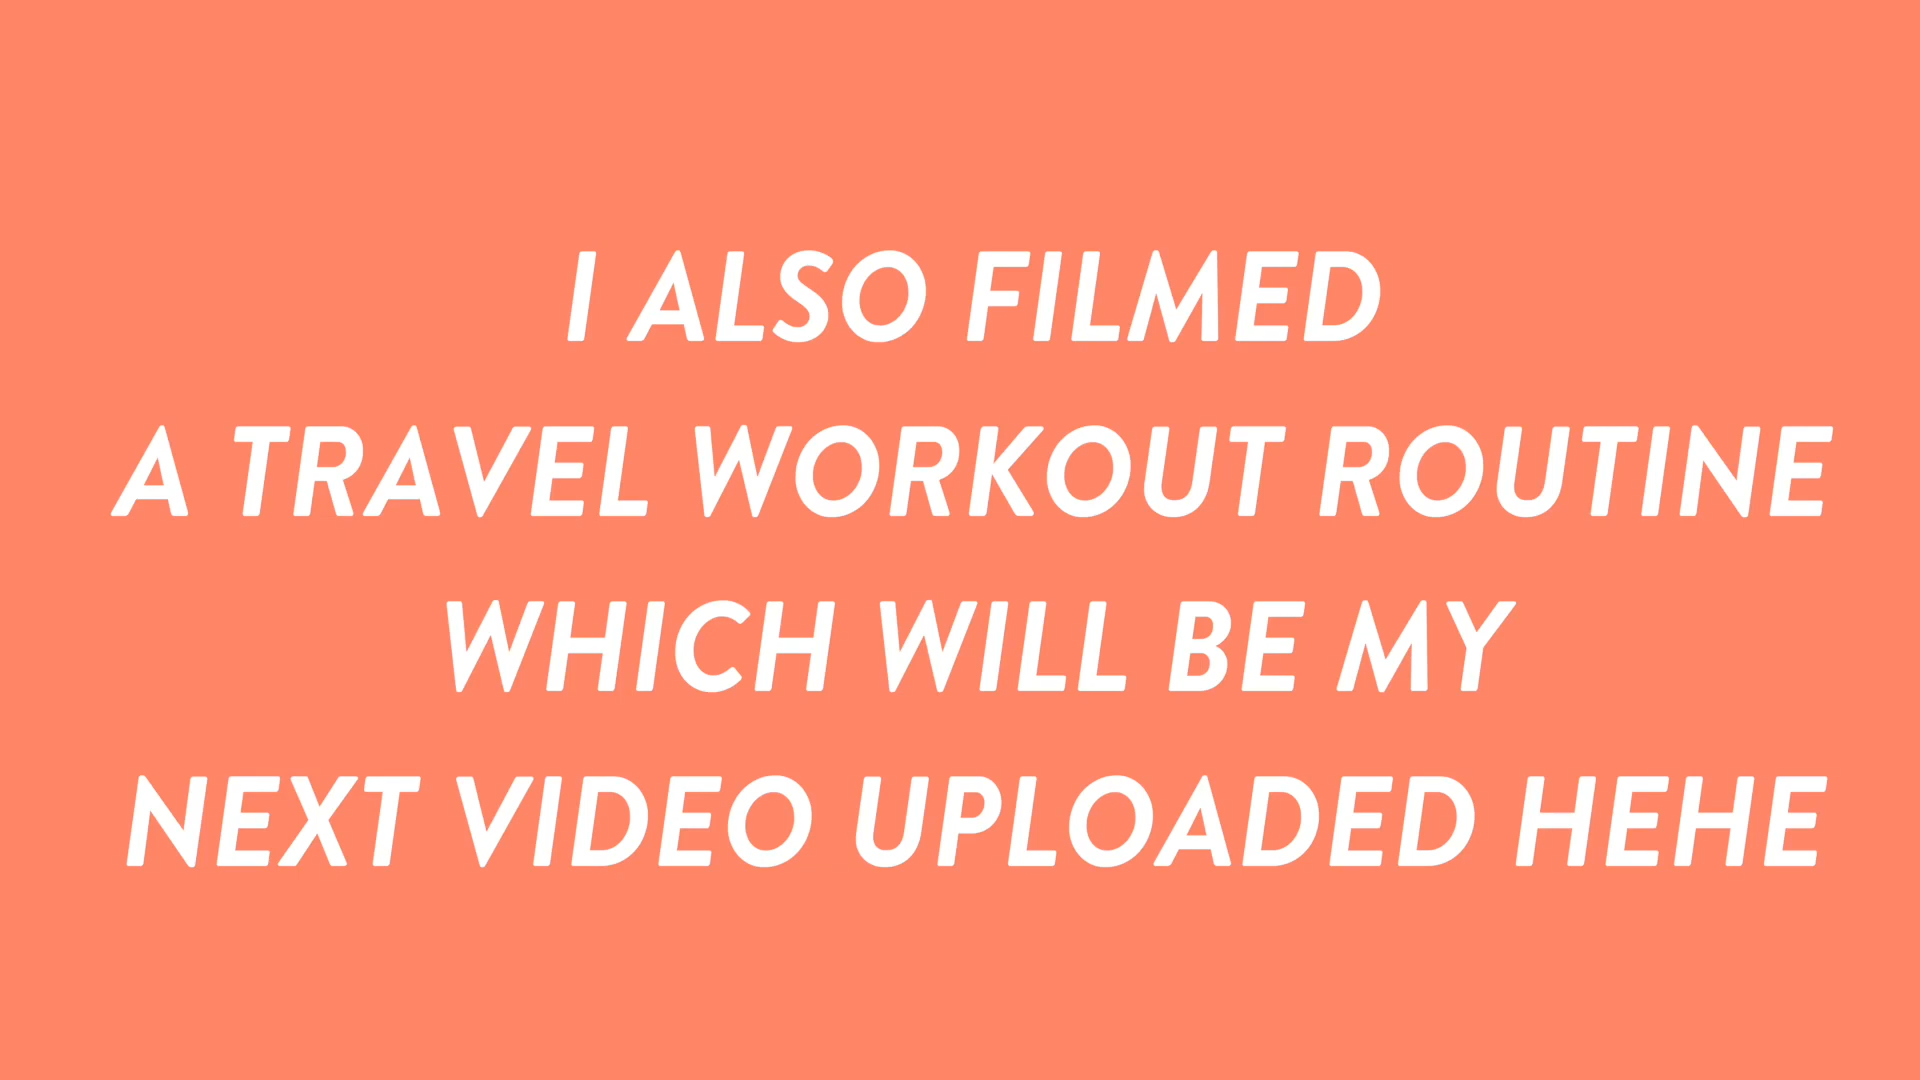 I ALSO FILMED
A TRAVEL WORKOUT ROUTINE
WHICH WILL BE MY
NEXT VIDEO UPLOADED HEHE